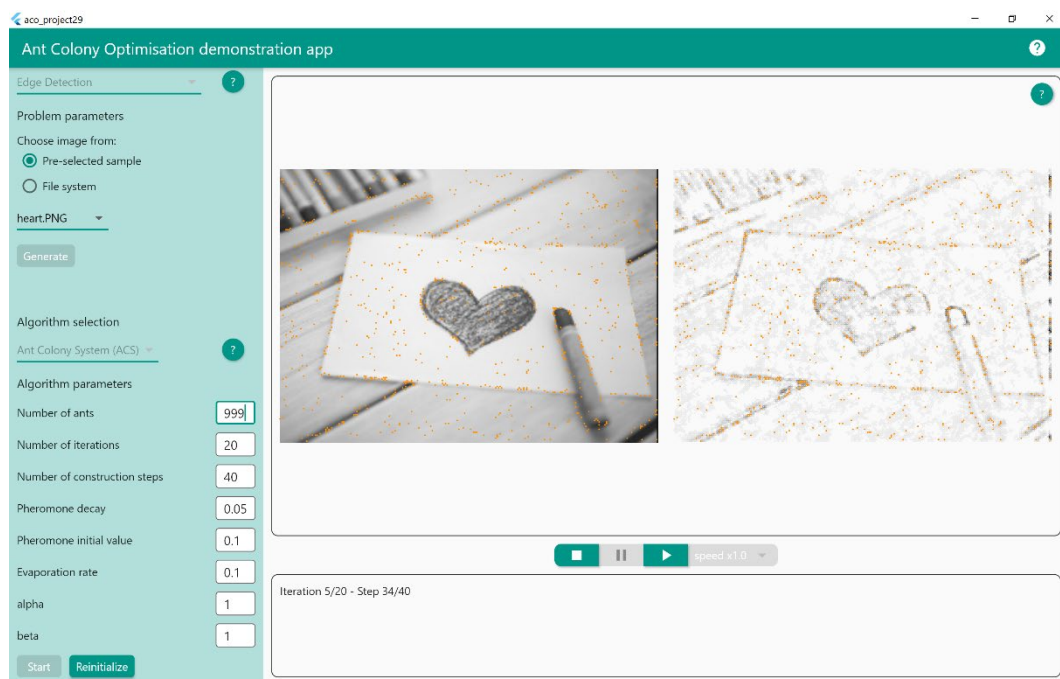 aco_project29
Ant Colony Optimisation demonstration app
?
Edge Detection
?
?
Problem parameters
Choose image from:
Pre-selected sample
File system
heart.PNG
Generate
Algorithm selection
Ant Colony System (ACS)
?
Algorithm parameters
Number of ants 999
Number of iterations 20
Number of construction steps 40
Pheromone decay 0.05
Pheromone initial value 0.1
Evaporation rate 0.1
alpha 1
beta 1
Start Reinitialize
speed x1.0
Iteration 5/20 - Step 34/40